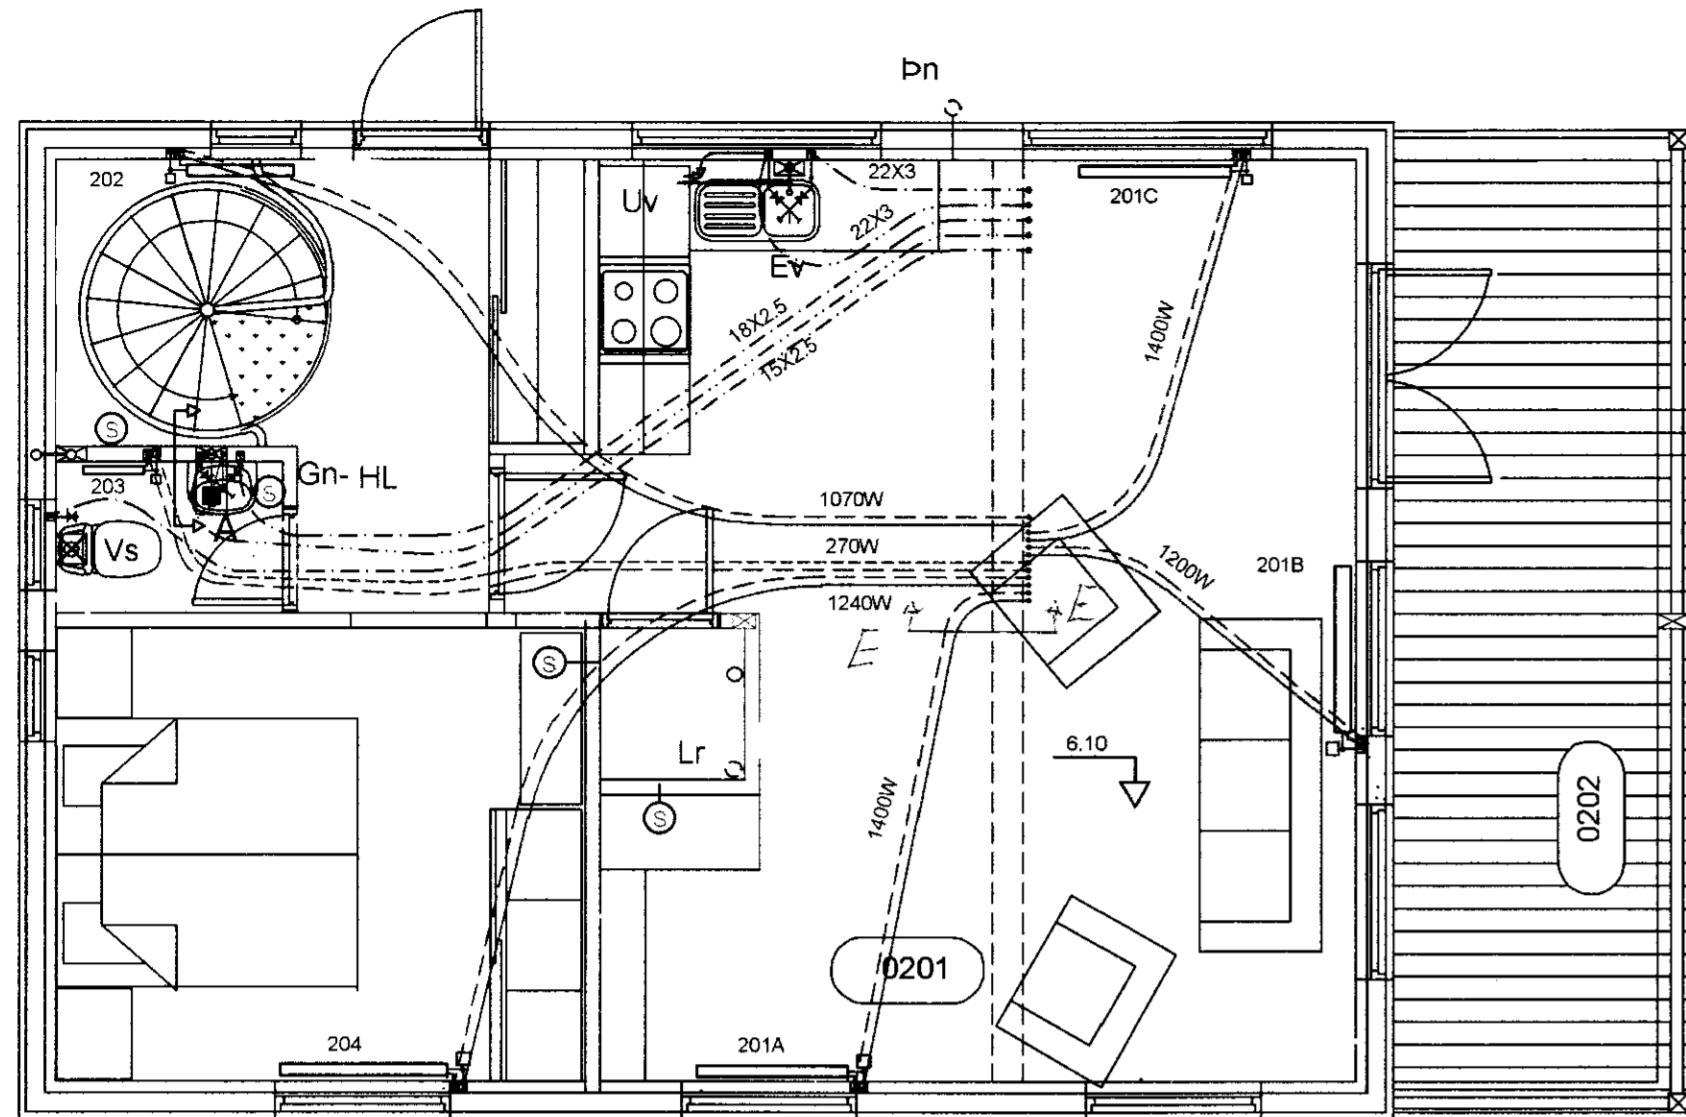 Þn
202
201C
22X3
Uv
22X3
Ev
18X2.5
15X2.5
1400W
S
Gn- HL
203
S
A
Vs
1070W
270W
1240W
1200W
201B
E
E
S
Lr
6.10
S
1400W
0202
0201
204
201A